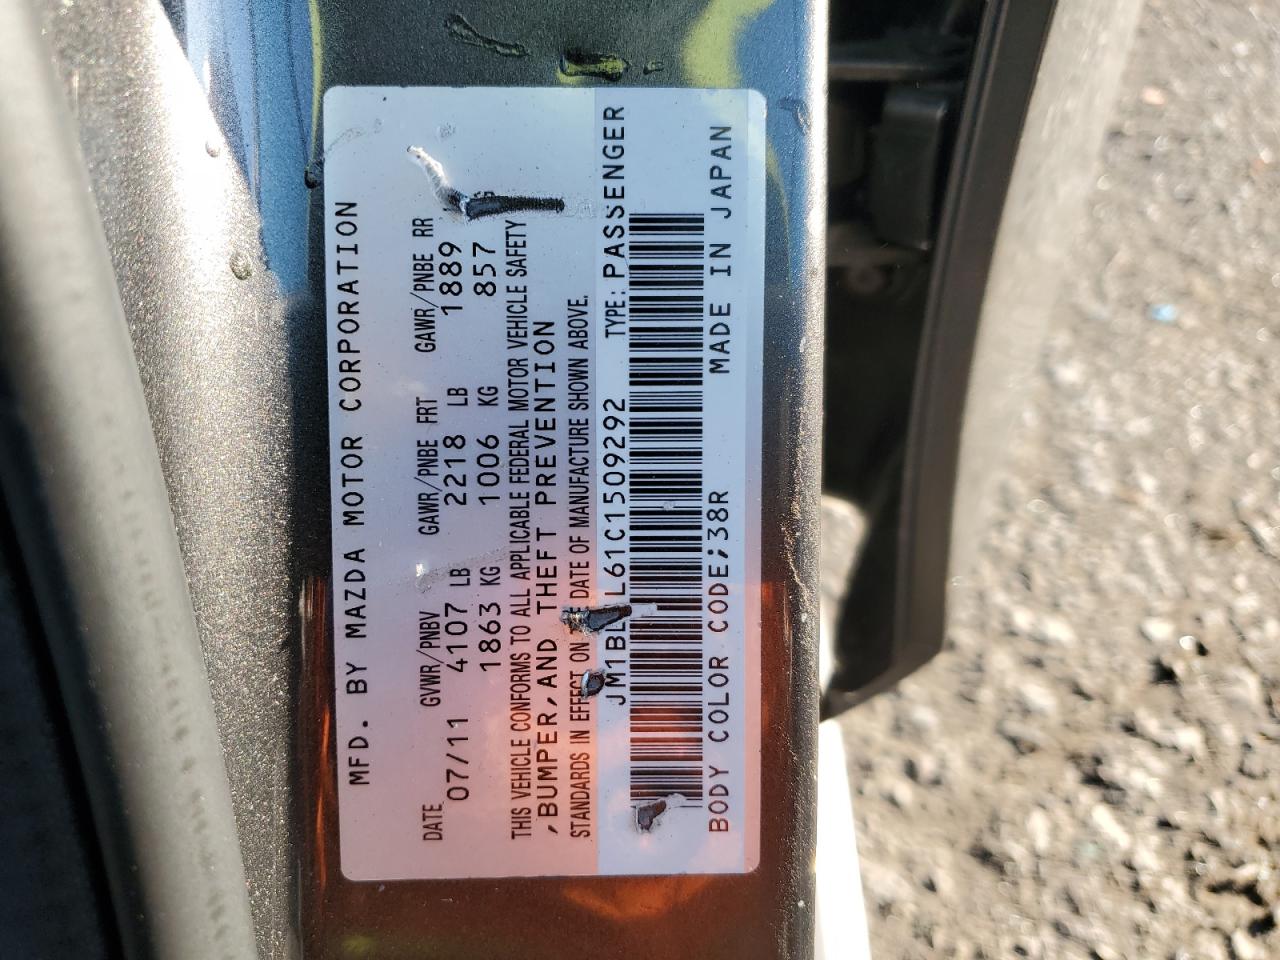 MFD. BY MAZDA MOTOR CORPORATION
DATE GVWR/PNBV GAWR/PNBE FRT GAWR/PNBE RR
07/11 4107 LB 2218 LB 1889
1863 KG 1006 KG 857
THIS VEHICLE CONFORMS TO ALL APPLICABLE FEDERAL MOTOR VEHICLE SAFETY
,BUMPER,AND THEFT PREVENTION
STANDARDS IN EFFECT ON DATE OF MANUFACTURE SHOWN ABOVE.
TYPE: PASSENGER
BODY COLOR CODE;38R MADE IN JAPAN